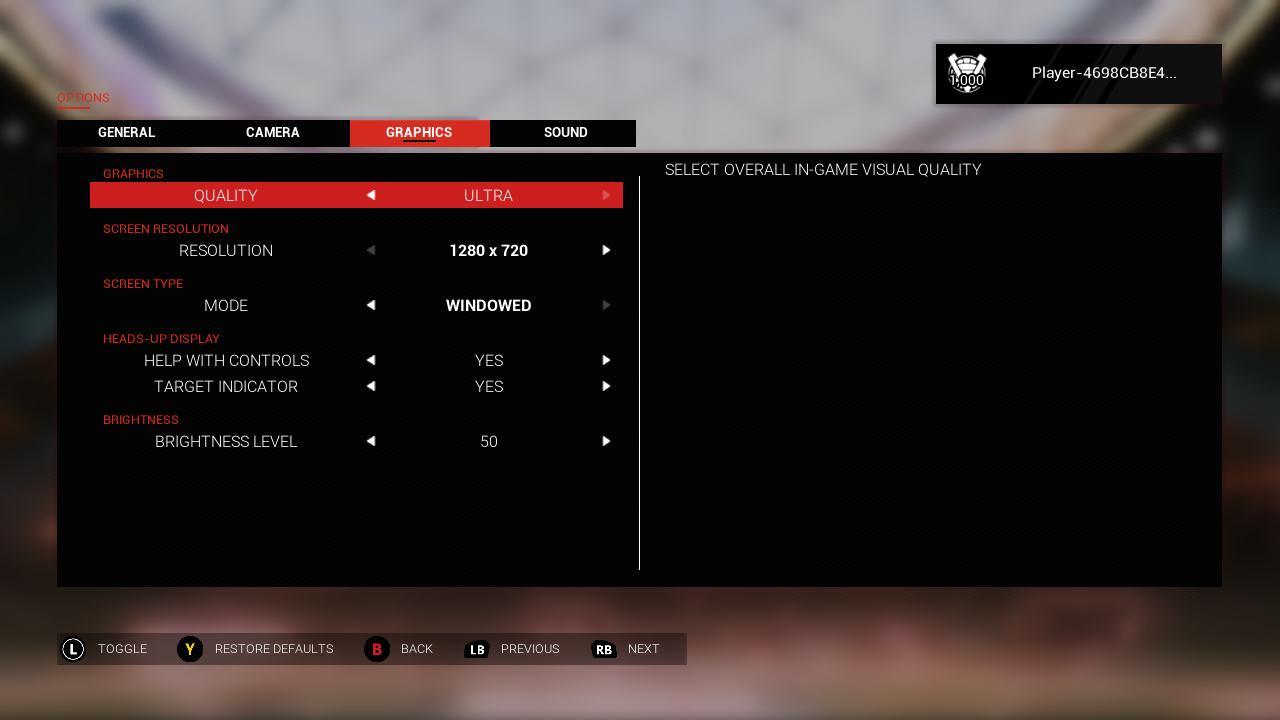 1,000
Player-4698CB8E4...
OPTIONS
GENERAL CAMERA GRAPHICS SOUND
GRAPHICS
QUALITY ULTRA
SCREEN RESOLUTION
RESOLUTION 1280 x 720
SCREEN TYPE
MODE WINDOWED
HEADS-UP DISPLAY
HELP WITH CONTROLS YES
TARGET INDICATOR YES
BRIGHTNESS
BRIGHTNESS LEVEL 50
SELECT OVERALL IN-GAME VISUAL QUALITY
L TOGGLE Y RESTORE DEFAULTS B BACK LB PREVIOUS RB NEXT